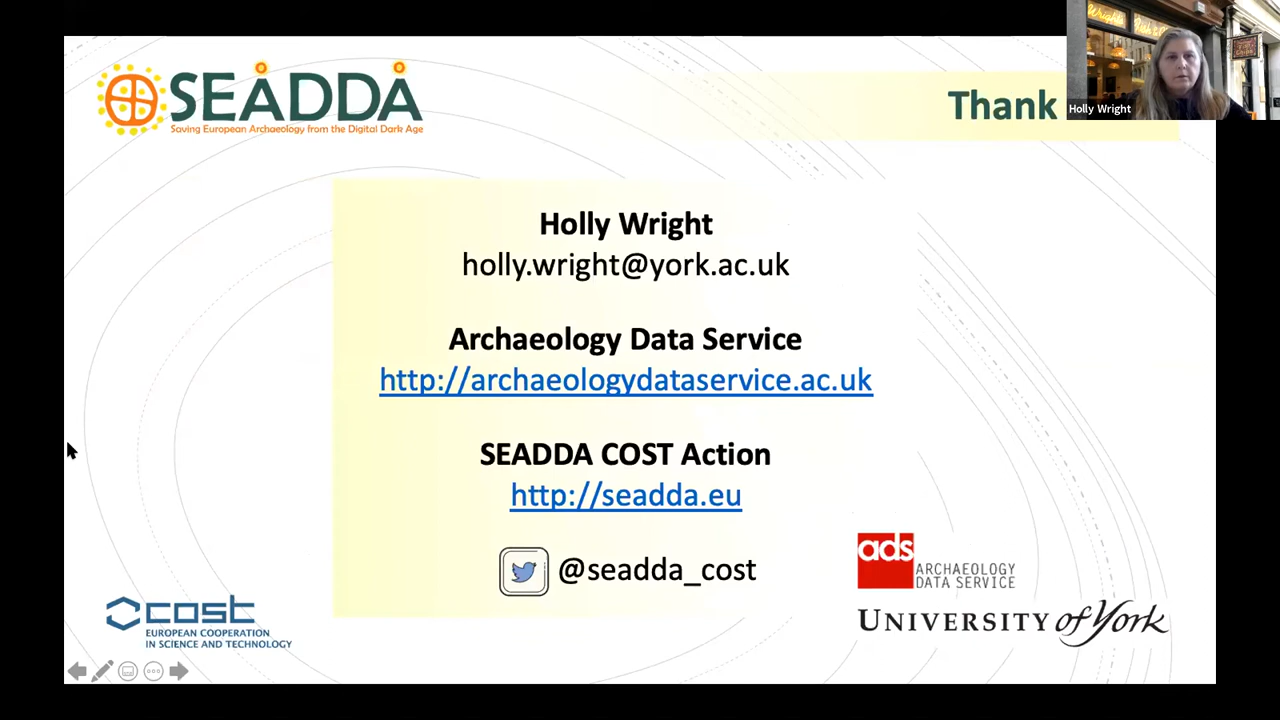 SEADDA
Saving European Archaeology from the Digital Dark Age
Thank
Holly Wright
Holly Wright
holly.wright@york.ac.uk
Archaeology Data Service
http://archaeologydataservice.ac.uk
SEADDA COST Action
http://seadda.eu
@seadda_cost
ads
ARCHAEOLOGY
DATA SERVICE
cost
EUROPEAN COOPERATION
IN SCIENCE AND TECHNOLOGY
UNIVERSITY of York